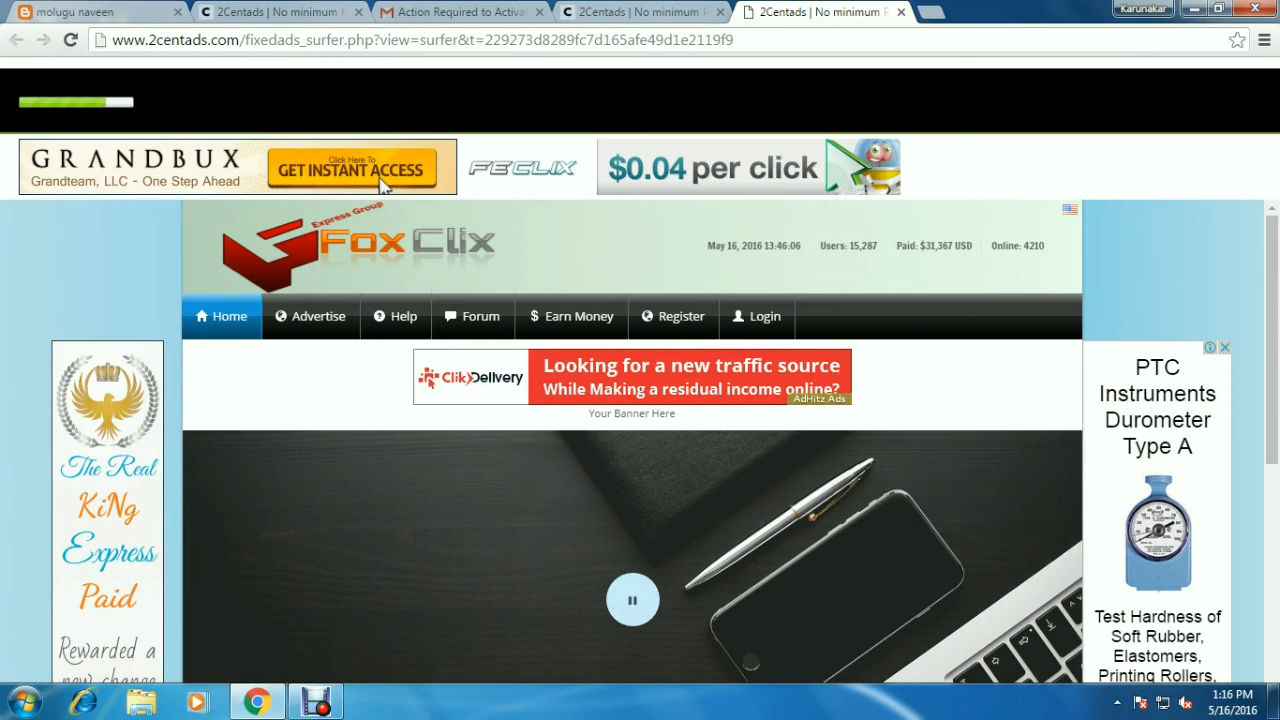 molugu naveen
2Centads | No minimum P
Action Required to Activa
2Centads | No minimum P
2Centads | No minimum P
Karunakar
www.2centads.com/fixedads_surfer.php?view=surfer&t=229273d8289fc7d165afe49d1e2119f9
GRANDBUX
Grandteam, LLC - One Step Ahead
Click Here To
GET INSTANT ACCESS
FECLIX
$0.04 per click
Express Group
FoxClix
May 16, 2016 13:46:06 Users: 15,287 Paid: $31,367 USD Online: 4210
Home Advertise Help Forum $ Earn Money Register Login
ClikDelivery
Looking for a new traffic source
While Making a residual income online?
AdHitz Ads
Your Banner Here
The Real
KiNg
Express
Paid
Rewarded a
new change
PTC
Instruments
Durometer
Type A
Test Hardness of
Soft Rubber,
Elastomers,
Printing Rollers,
1:16 PM
5/16/2016